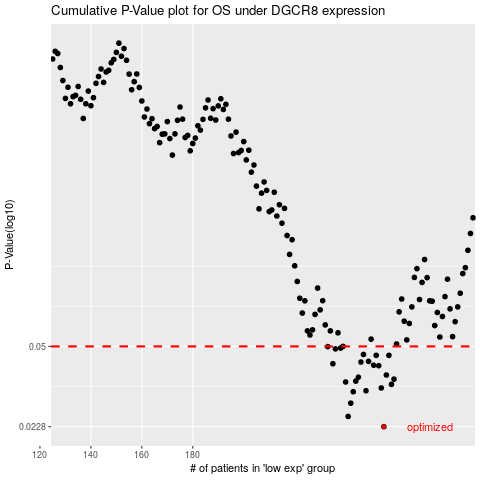 Cumulative P-Value plot for OS under DGCR8 expression
P-Value(log10)
0.05
0.0228
optimized
120 140 160 180
# of patients in 'low exp' group